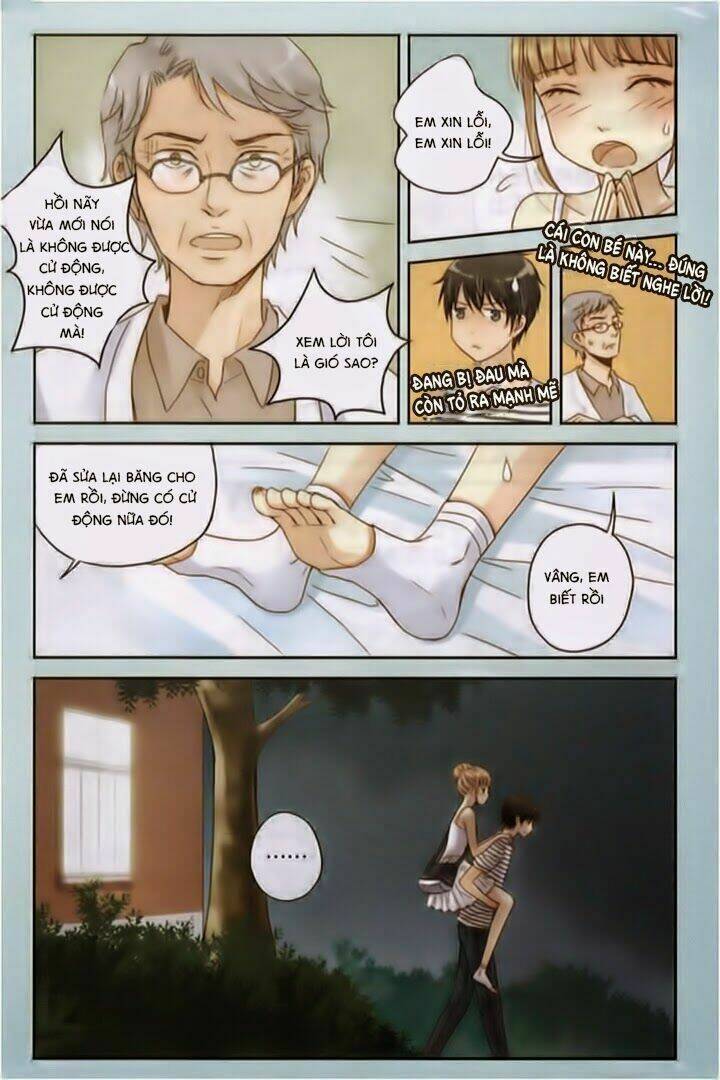 HỒI NÃY
VỪA MỚI NÓI
LÀ KHÔNG ĐƯỢC
CỬ ĐỘNG,
KHÔNG ĐƯỢC
CỬ ĐỘNG
MÀ!
XEM LỜI TÔI
LÀ GIÓ SAO?
EM XIN LỖI,
EM XIN LỖI!
CÁI CON BÉ NÀY... ĐÚNG
LÀ KHÔNG BIẾT NGHE LỜI!
ĐANG BỊ ĐAU MÀ
CÒN TỎ RA MẠNH MẼ
ĐÃ SỬA LẠI BĂNG CHO
EM RỒI, ĐỪNG CÓ CỬ
ĐỘNG NỮA ĐÓ!
VÂNG, EM
BIẾT RỒI
......